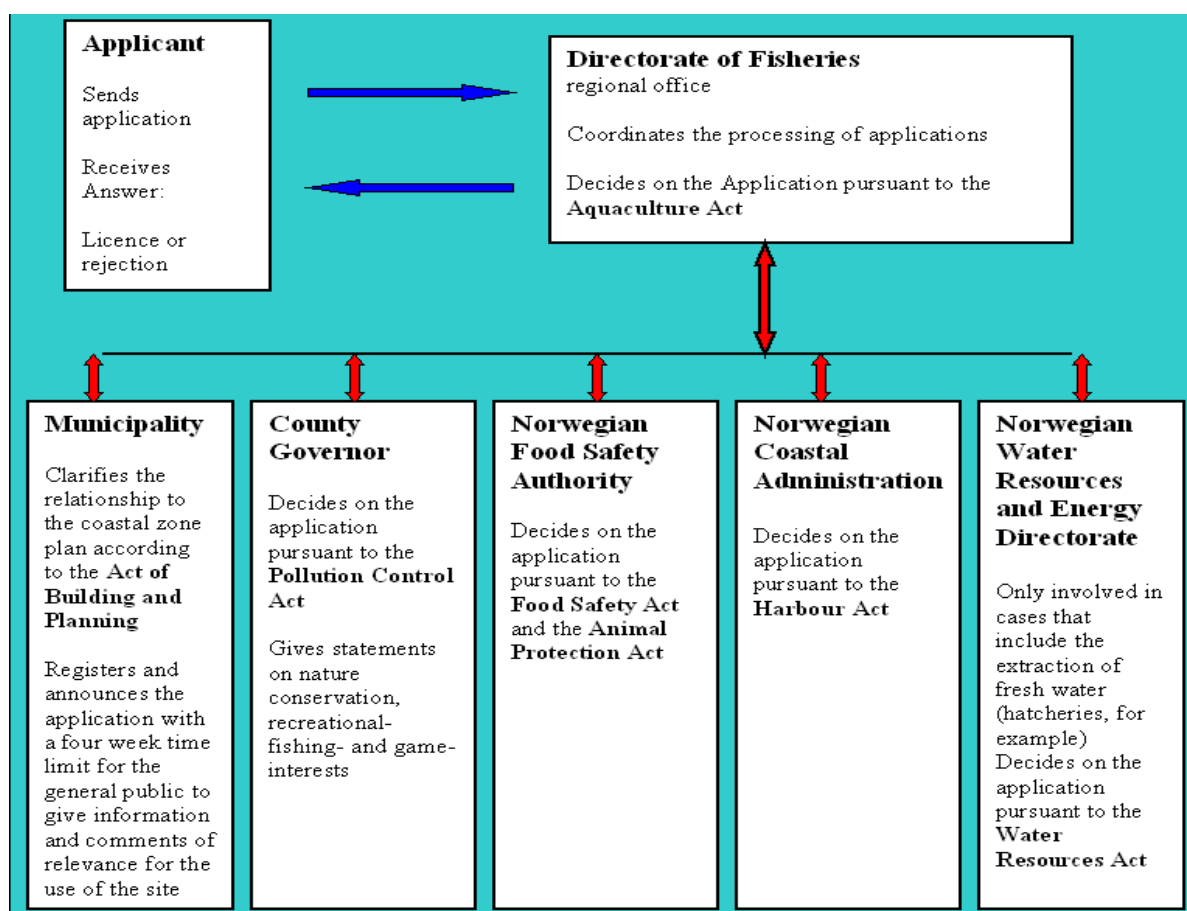 Applicant
Sends
application
Receives
Answer:
Licence or
rejection
Directorate of Fisheries
regional office
Coordinates the processing of applications
Decides on the Application pursuant to the
Aquaculture Act
Municipality
Clarifies the
relationship to
the coastal zone
plan according
to the Act of
Building and
Planning
Registers and
announces the
application with
a four week time
limit for the
general public to
give information
and comments of
relevance for the
use of the site
County
Governor
Decides on the
application
pursuant to the
Pollution Control
Act
Gives statements
on nature
conservation,
recreational-
fishing- and game-
interests
Norwegian
Food Safety
Authority
Decides on the
application
pursuant to the
Food Safety Act
and the Animal
Protection Act
Norwegian
Coastal
Administration
Decides on the
application
pursuant to the
Harbour Act
Norwegian
Water
Resources
and Energy
Directorate
Only involved in
cases that
include the
extraction of
fresh water
(hatcheries, for
example)
Decides on the
application
pursuant to the
Water
Resources Act